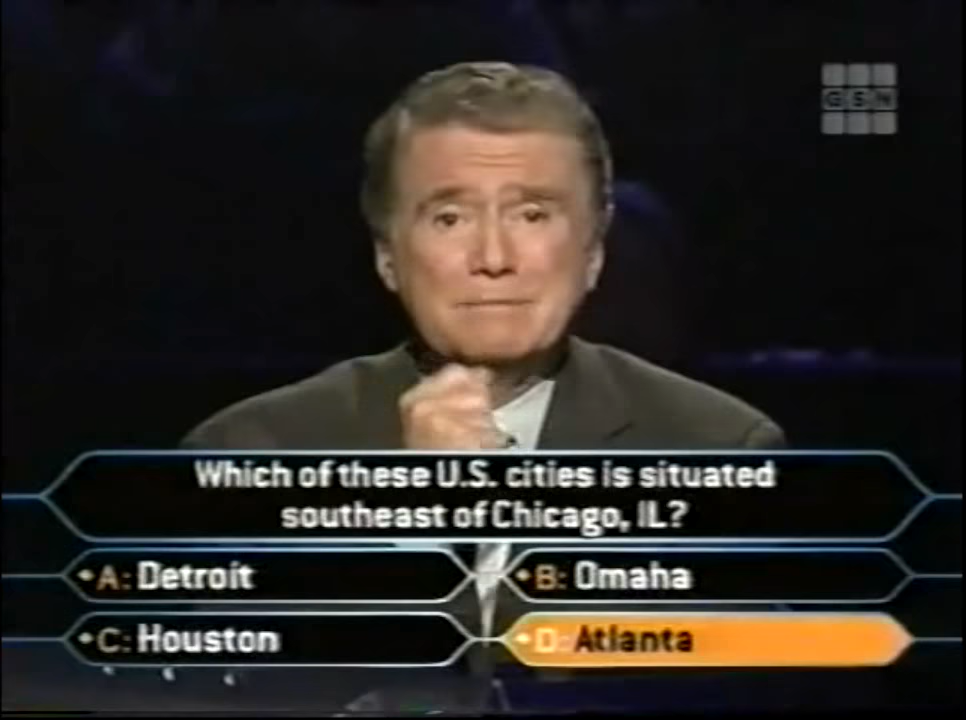 GSN
Which of these U.S. cities is situated
southeast of Chicago, IL?
A: Detroit
B: Omaha
C: Houston
D: Atlanta